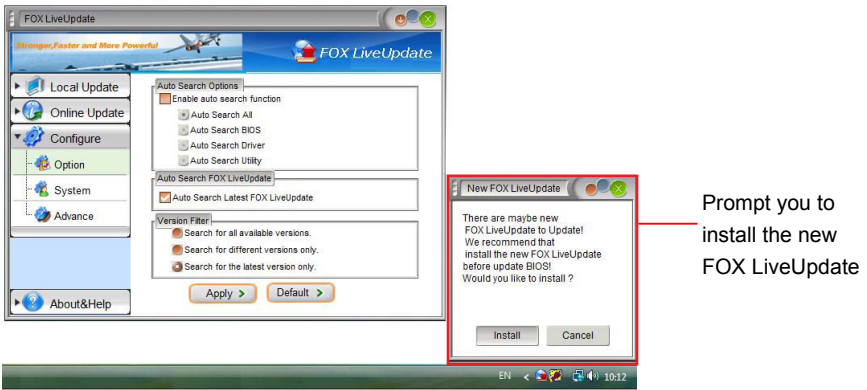 FOX LiveUpdate
Stronger,Faster and More Powerful
FOX LiveUpdate
Local Update
Online Update
Configure
Option
System
Advance
About&Help
Auto Search Options
Enable auto search function
Auto Search All
Auto Search BIOS
Auto Search Driver
Auto Search Utility
Auto Search FOX LiveUpdate
Auto Search Latest FOX LiveUpdate
Version Filter
Search for all available versions.
Search for different versions only.
Search for the latest version only.
Apply
Default
New FOX LiveUpdate
There are maybe new
FOX LiveUpdate to Update!
We recommend that
install the new FOX LiveUpdate
before update BIOS!
Would you like to install ?
Install
Cancel
Prompt you to
install the new
FOX LiveUpdate
EN
10:12